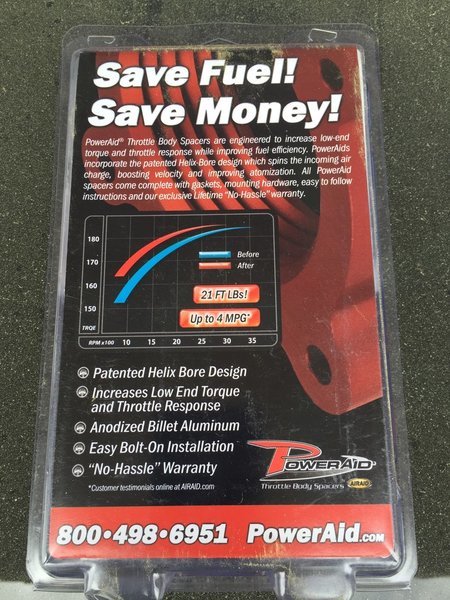 Save Fuel!
Save Money!
PowerAid® Throttle Body Spacers are engineered to increase low-end
torque and throttle response while improving fuel efficiency. PowerAids
incorporate the patented Helix-Bore design which spins the incoming air
charge, boosting velocity and improving atomization. All PowerAid
spacers come complete with gaskets, mounting hardware, easy to follow
instructions and our exclusive Lifetime "No-Hassle" warranty.
180
170
160
150
TRQE
RPM x100 10 15 20 25 30 35
Before
After
21 FT LBs!
Up to 4 MPG*
Patented Helix Bore Design
Increases Low End Torque
and Throttle Response
Anodized Billet Aluminum
Easy Bolt-On Installation
"No-Hassle" Warranty
*Customer testimonials online at AIRAID.com
POWERAID®
Throttle Body Spacers AIRAID
800•498•6951 PowerAid.com